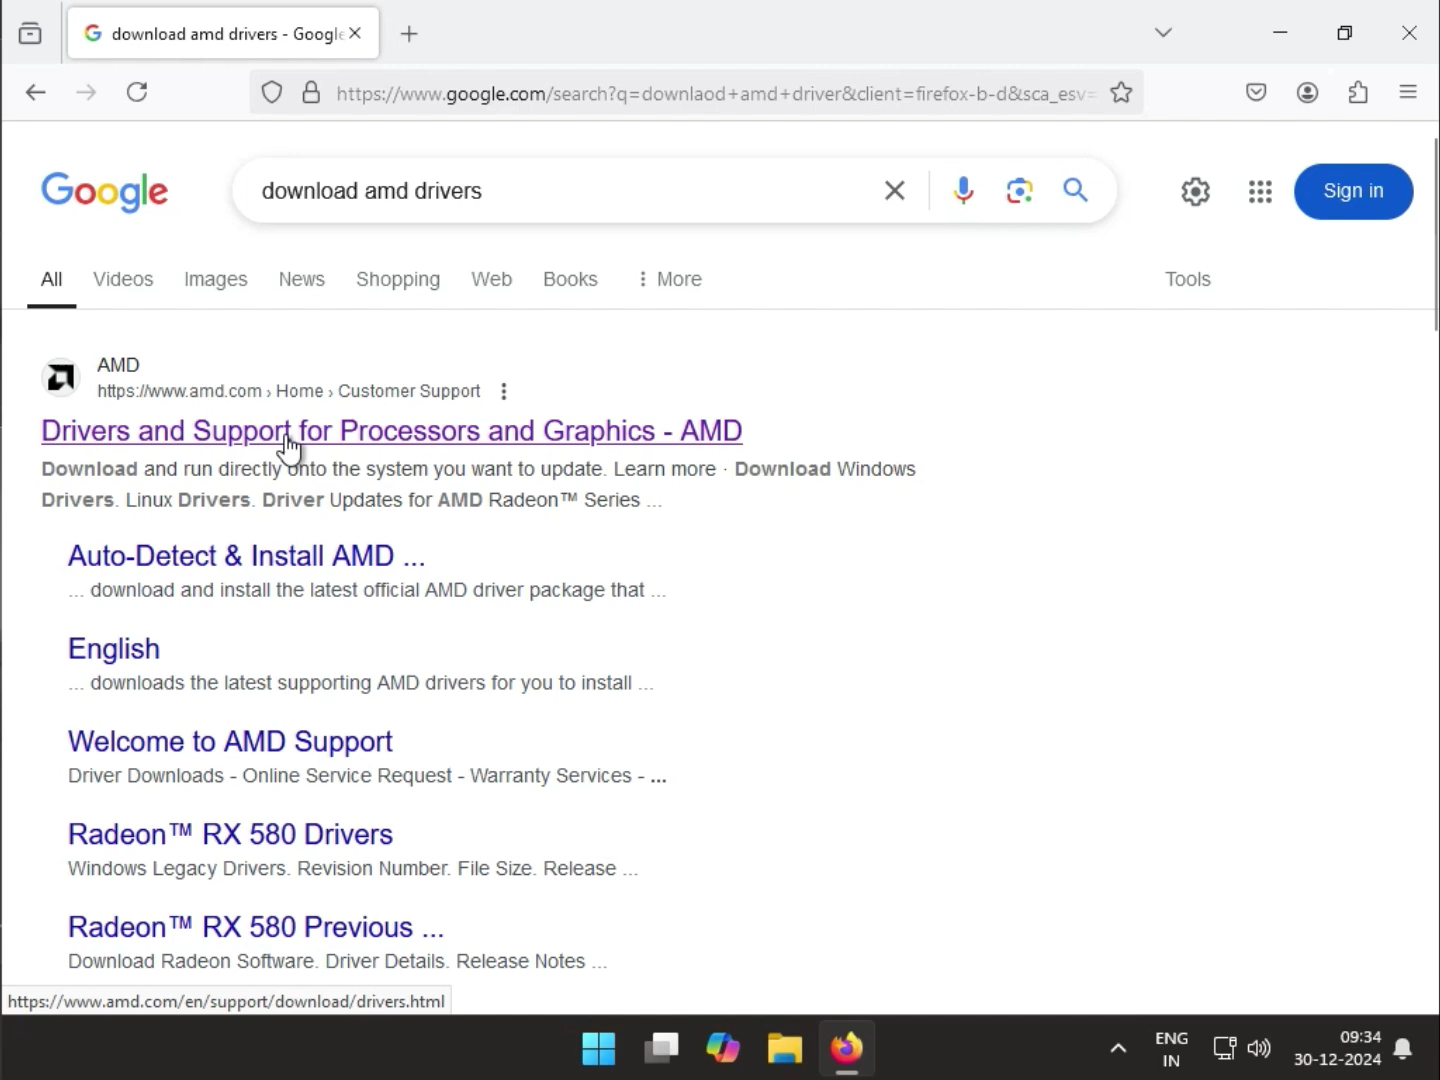 download amd drivers - Google
https://www.google.com/search?q=downlaod+amd+driver&client=firefox-b-d&sca_esv=
Google
download amd drivers
Sign in
All
Videos
Images
News
Shopping
Web
Books
More
Tools
AMD
https://www.amd.com › Home › Customer Support
Drivers and Support for Processors and Graphics - AMD
Download and run directly onto the system you want to update. Learn more · Download Windows
Drivers. Linux Drivers. Driver Updates for AMD Radeon™ Series ...
Auto-Detect & Install AMD ...
... download and install the latest official AMD driver package that ...
English
... downloads the latest supporting AMD drivers for you to install ...
Welcome to AMD Support
Driver Downloads - Online Service Request - Warranty Services - ...
Radeon™ RX 580 Drivers
Windows Legacy Drivers. Revision Number. File Size. Release ...
Radeon™ RX 580 Previous ...
Download Radeon Software. Driver Details. Release Notes ...
https://www.amd.com/en/support/download/drivers.html
ENG
IN
09:34
30-12-2024